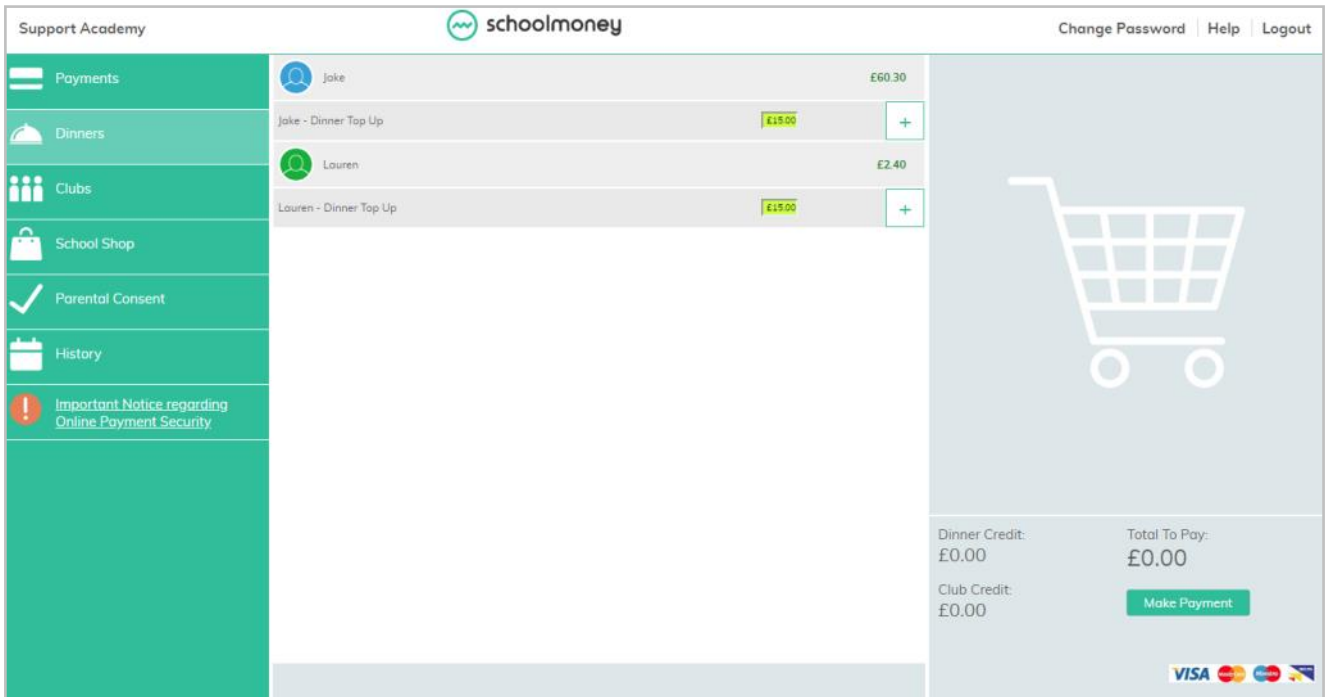 Support Academy
schoolmoney
Change Password Help Logout
Payments
Dinners
Clubs
School Shop
Parental Consent
History
Important Notice regarding
Online Payment Security
Jake £60.30
Jake - Dinner Top Up £15.00 +
Lauren £2.40
Lauren - Dinner Top Up £15.00 +
Dinner Credit:
£0.00
Total To Pay:
£0.00
Club Credit:
£0.00
Make Payment
VISA